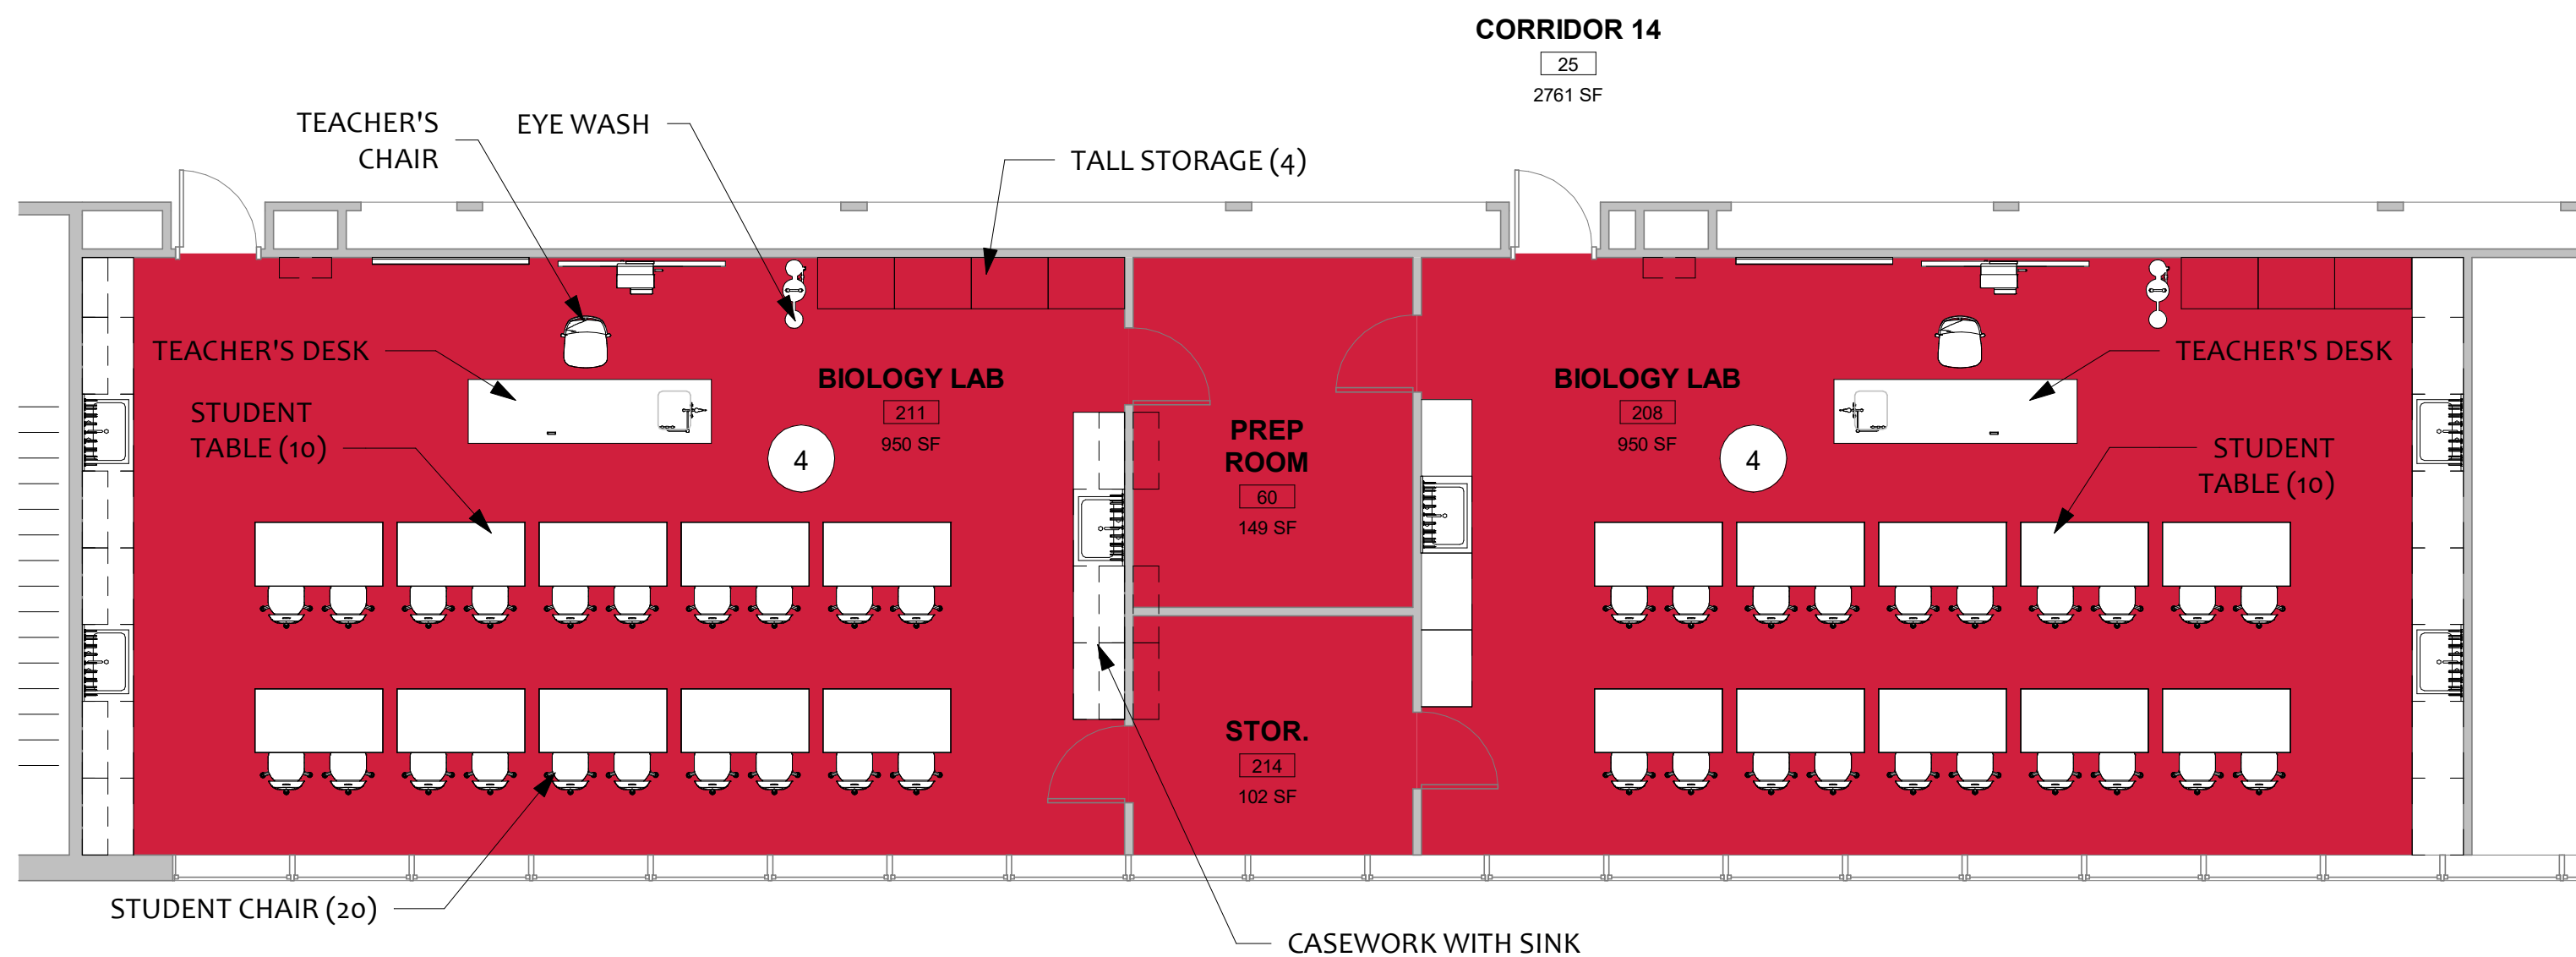 CORRIDOR 14
25
2761 SF
TEACHER'S
CHAIR
EYE WASH
TALL STORAGE (4)
TEACHER'S DESK
STUDENT
TABLE (10)
BIOLOGY LAB
211
950 SF
4
PREP
ROOM
60
149 SF
BIOLOGY LAB
208
950 SF
4
TEACHER'S DESK
STUDENT
TABLE (10)
STOR.
214
102 SF
STUDENT CHAIR (20)
CASEWORK WITH SINK